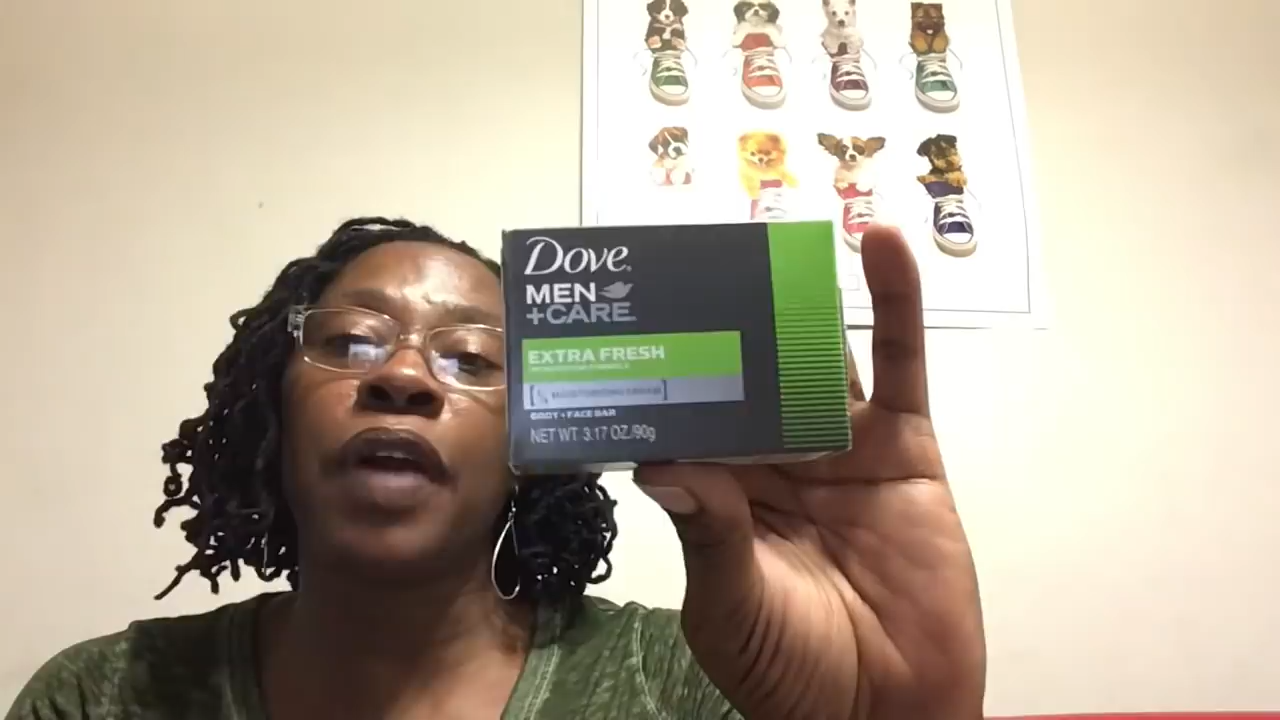 Dove
MEN
+CARE
EXTRA FRESH
BODY + FACE BAR
NET WT. 3.17 OZ./90g